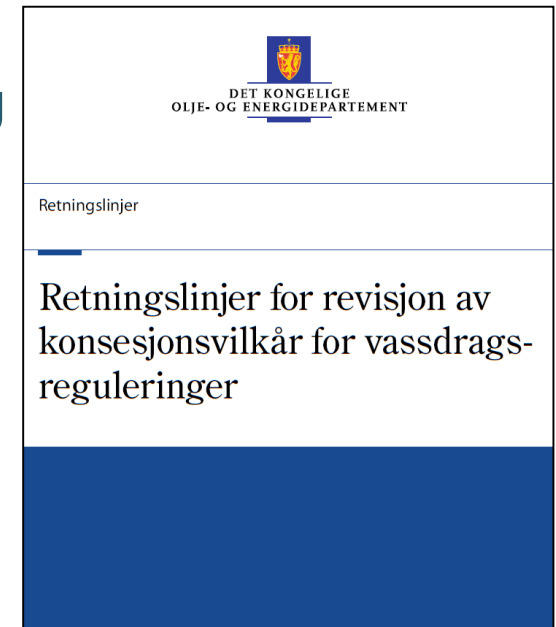 DET KONGELIGE
OLJE- OG ENERGIDEPARTEMENT
Retningslinjer
Retningslinjer for revisjon av
konsesjonsvilkår for vassdrags-
reguleringer